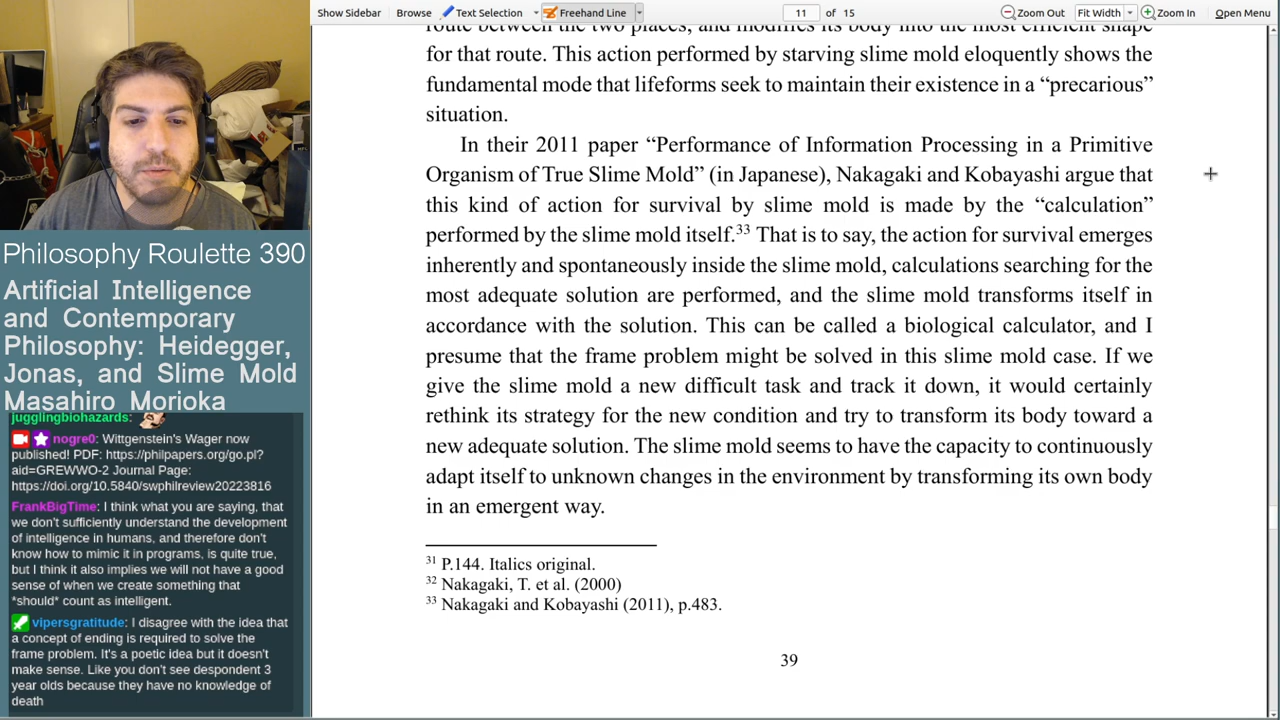 Show Sidebar Browse Text Selection Freehand Line 11 of 15 Zoom Out Fit Width Zoom In Open Menu
route between the two places, and modifies its body into the most efficient shape
for that route. This action performed by starving slime mold eloquently shows the
fundamental mode that lifeforms seek to maintain their existence in a “precarious”
situation.
In their 2011 paper “Performance of Information Processing in a Primitive
Organism of True Slime Mold” (in Japanese), Nakagaki and Kobayashi argue that
this kind of action for survival by slime mold is made by the “calculation”
performed by the slime mold itself.33 That is to say, the action for survival emerges
inherently and spontaneously inside the slime mold, calculations searching for the
most adequate solution are performed, and the slime mold transforms itself in
accordance with the solution. This can be called a biological calculator, and I
presume that the frame problem might be solved in this slime mold case. If we
give the slime mold a new difficult task and track it down, it would certainly
rethink its strategy for the new condition and try to transform its body toward a
new adequate solution. The slime mold seems to have the capacity to continuously
adapt itself to unknown changes in the environment by transforming its own body
in an emergent way.
31 P.144. Italics original.
32 Nakagaki, T. et al. (2000)
33 Nakagaki and Kobayashi (2011), p.483.
39
Philosophy Roulette 390
Artificial Intelligence
and Contemporary
Philosophy: Heidegger,
Jonas, and Slime Mold
Masahiro Morioka
jugglingbiohazards:
nogre0: Wittgenstein's Wager now
published! PDF: https://philpapers.org/go.pl?
aid=GREWWO-2 Journal Page:
https://doi.org/10.5840/swphilreview20223816
FrankBigTime: I think what you are saying, that
we don't sufficiently understand the development
of intelligence in humans, and therefore don't
know how to mimic it in programs, is quite true,
but I think it also implies we will not have a good
sense of when we create something that
*should* count as intelligent.
vipersgratitude: I disagree with the idea that
a concept of ending is required to solve the
frame problem. It's a poetic idea but it doesn't
make sense. Like you don't see despondent 3
year olds because they have no knowledge of
death